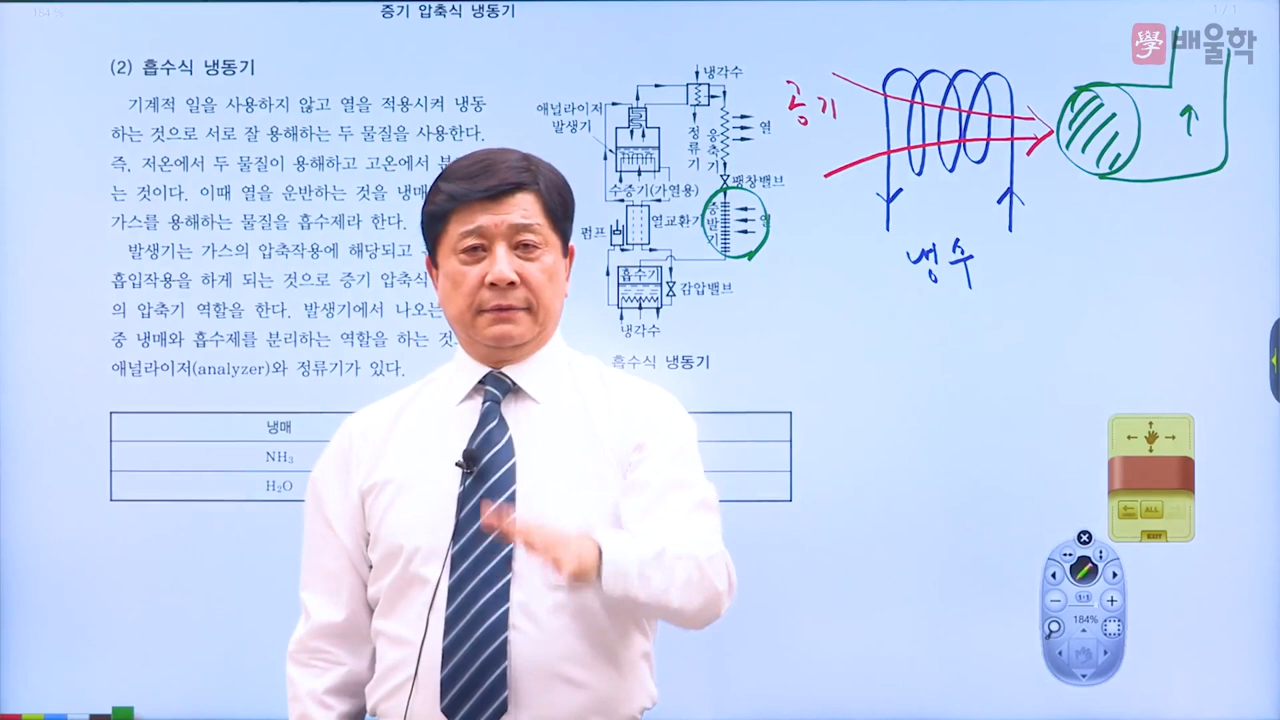 184 %
증기 압축식 냉동기
1 / 1
學 배울학
(2) 흡수식 냉동기
기계적 일을 사용하지 않고 열을 적용시켜 냉동
하는 것으로 서로 잘 용해하는 두 물질을 사용한다.
즉, 저온에서 두 물질이 용해하고 고온에서
는 것이다. 이때 열을 운반하는 것을 냉매
가스를 용해하는 물질을 흡수제라 한다.
발생기는 가스의 압축작용에 해당되고
흡입작용을 하게 되는 것으로 증기 압축식
의 압축기 역할을 한다. 발생기에서 나오는
중 냉매와 흡수제를 분리하는 역할을 하는
애널라이저(analyzer)와 정류기가 있다.
냉각수
애널라이저
발생기
정류기
응축기
열
팽창밸브
수증기(가열용)
증발기
열
펌프
열교환기
흡수기
감압밸브
냉각수
흡수식 냉동기
공기
냉수
냉매
NH₃
H₂O
ALL
EXIT
1:1
184%